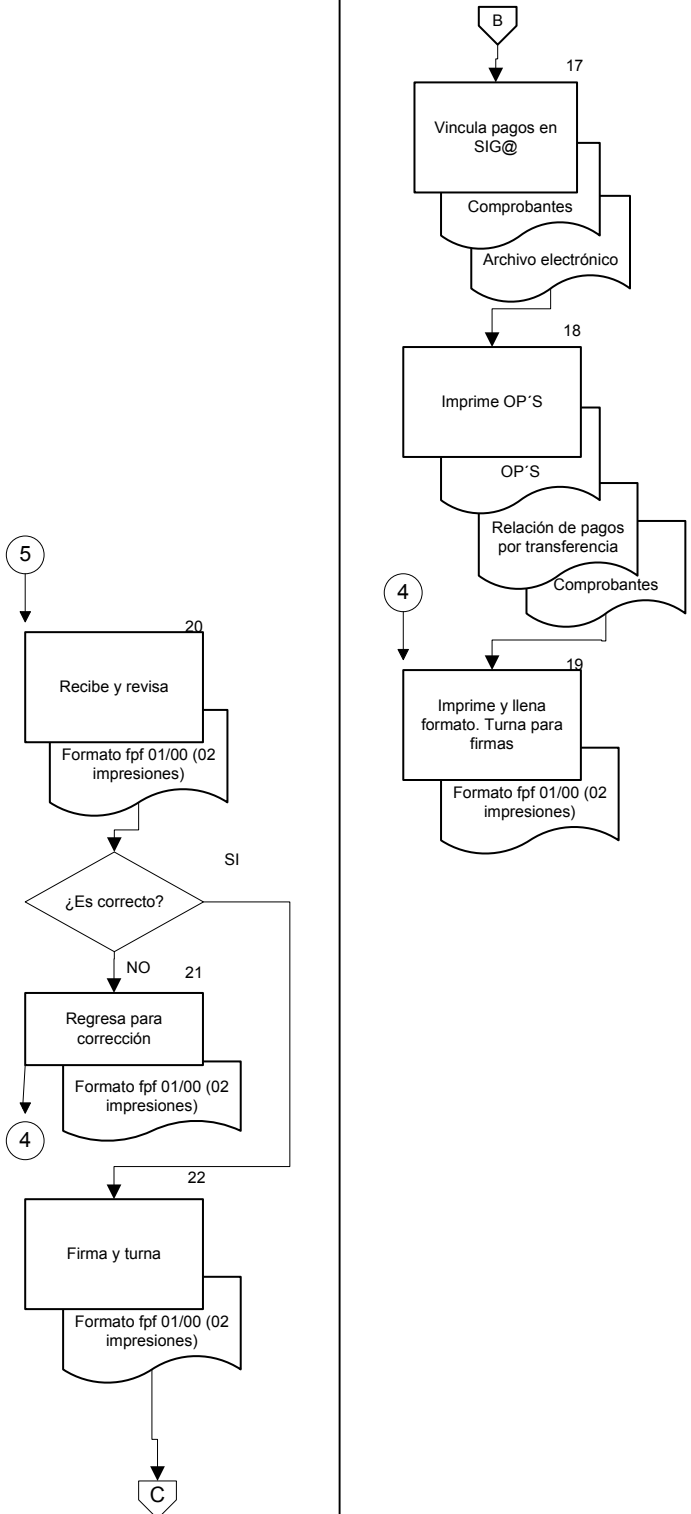 B
17
Vincula pagos en
SIG@
Comprobantes
Archivo electrónico
18
Imprime OP´S
OP´S
Relación de pagos
por transferencia
Comprobantes
4
19
Imprime y llena
formato. Turna para
firmas
Formato fpf 01/00 (02
impresiones)
5
20
Recibe y revisa
Formato fpf 01/00 (02
impresiones)
SI
¿Es correcto?
NO
21
Regresa para
corrección
Formato fpf 01/00 (02
impresiones)
4
22
Firma y turna
Formato fpf 01/00 (02
impresiones)
C